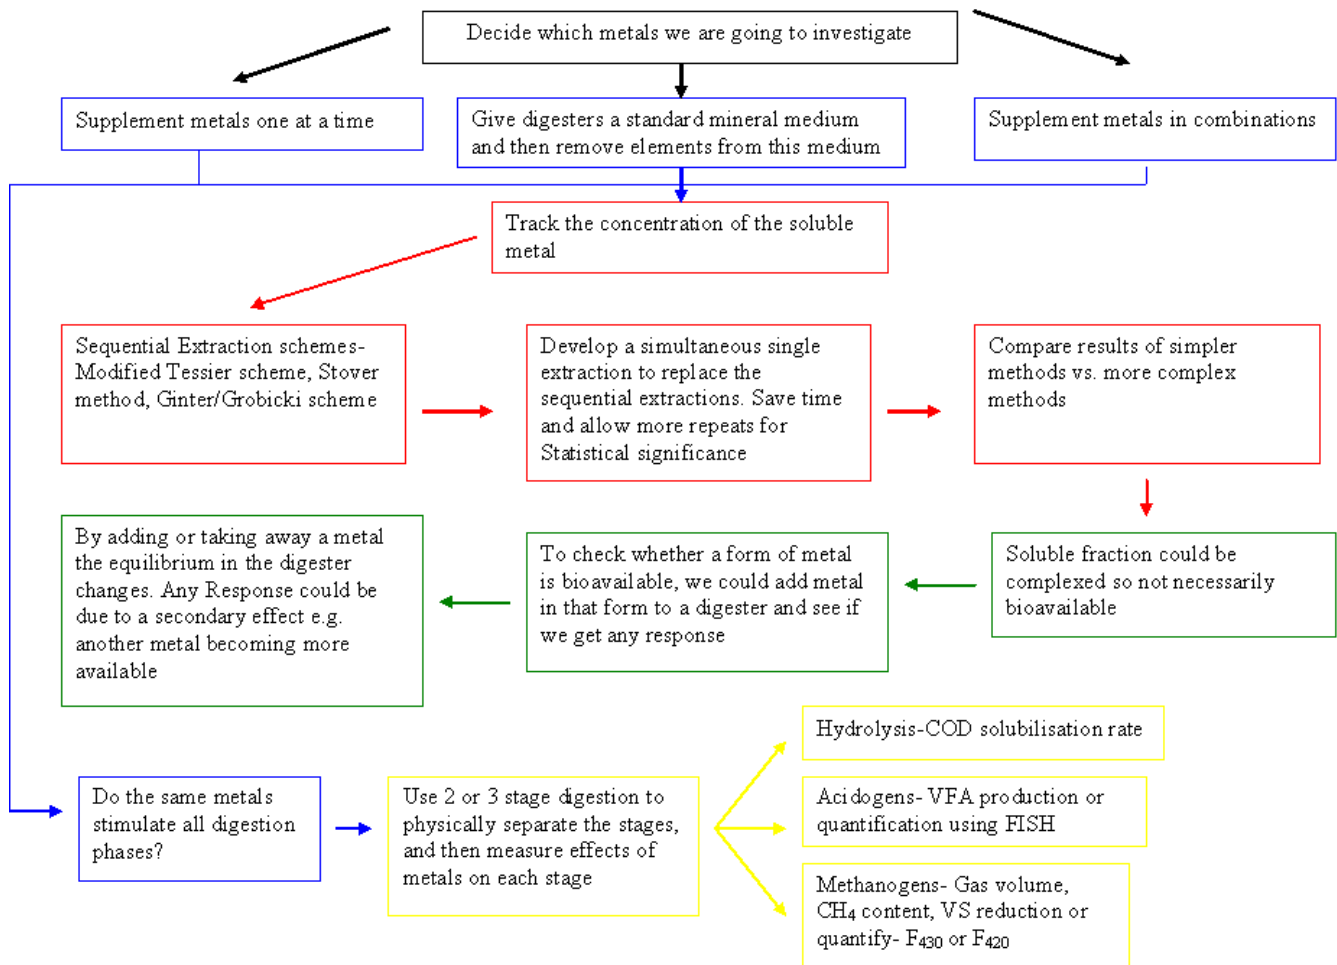 Decide which metals we are going to investigate
Supplement metals one at a time
Give digesters a standard mineral medium
and then remove elements from this medium
Supplement metals in combinations
Track the concentration of the soluble
metal
Sequential Extraction schemes-
Modified Tessier scheme, Stover
method, Ginter/Grobicki scheme
Develop a simultaneous single
extraction to replace the
sequential extractions. Save time
and allow more repeats for
Statistical significance
Compare results of simpler
methods vs. more complex
methods
By adding or taking away a metal
the equilibrium in the digester
changes. Any Response could be
due to a secondary effect e.g.
another metal becoming more
available
To check whether a form of metal
is bioavailable, we could add metal
in that form to a digester and see if
we get any response
Soluble fraction could be
complexed so not necessarily
bioavailable
Do the same metals
stimulate all digestion
phases?
Use 2 or 3 stage digestion to
physically separate the stages,
and then measure effects of
metals on each stage
Hydrolysis-COD solubilisation rate
Acidogens- VFA production or
quantification using FISH
Methanogens- Gas volume,
CH₄ content, VS reduction or
quantify- F₄₃₀ or F₄₂₀